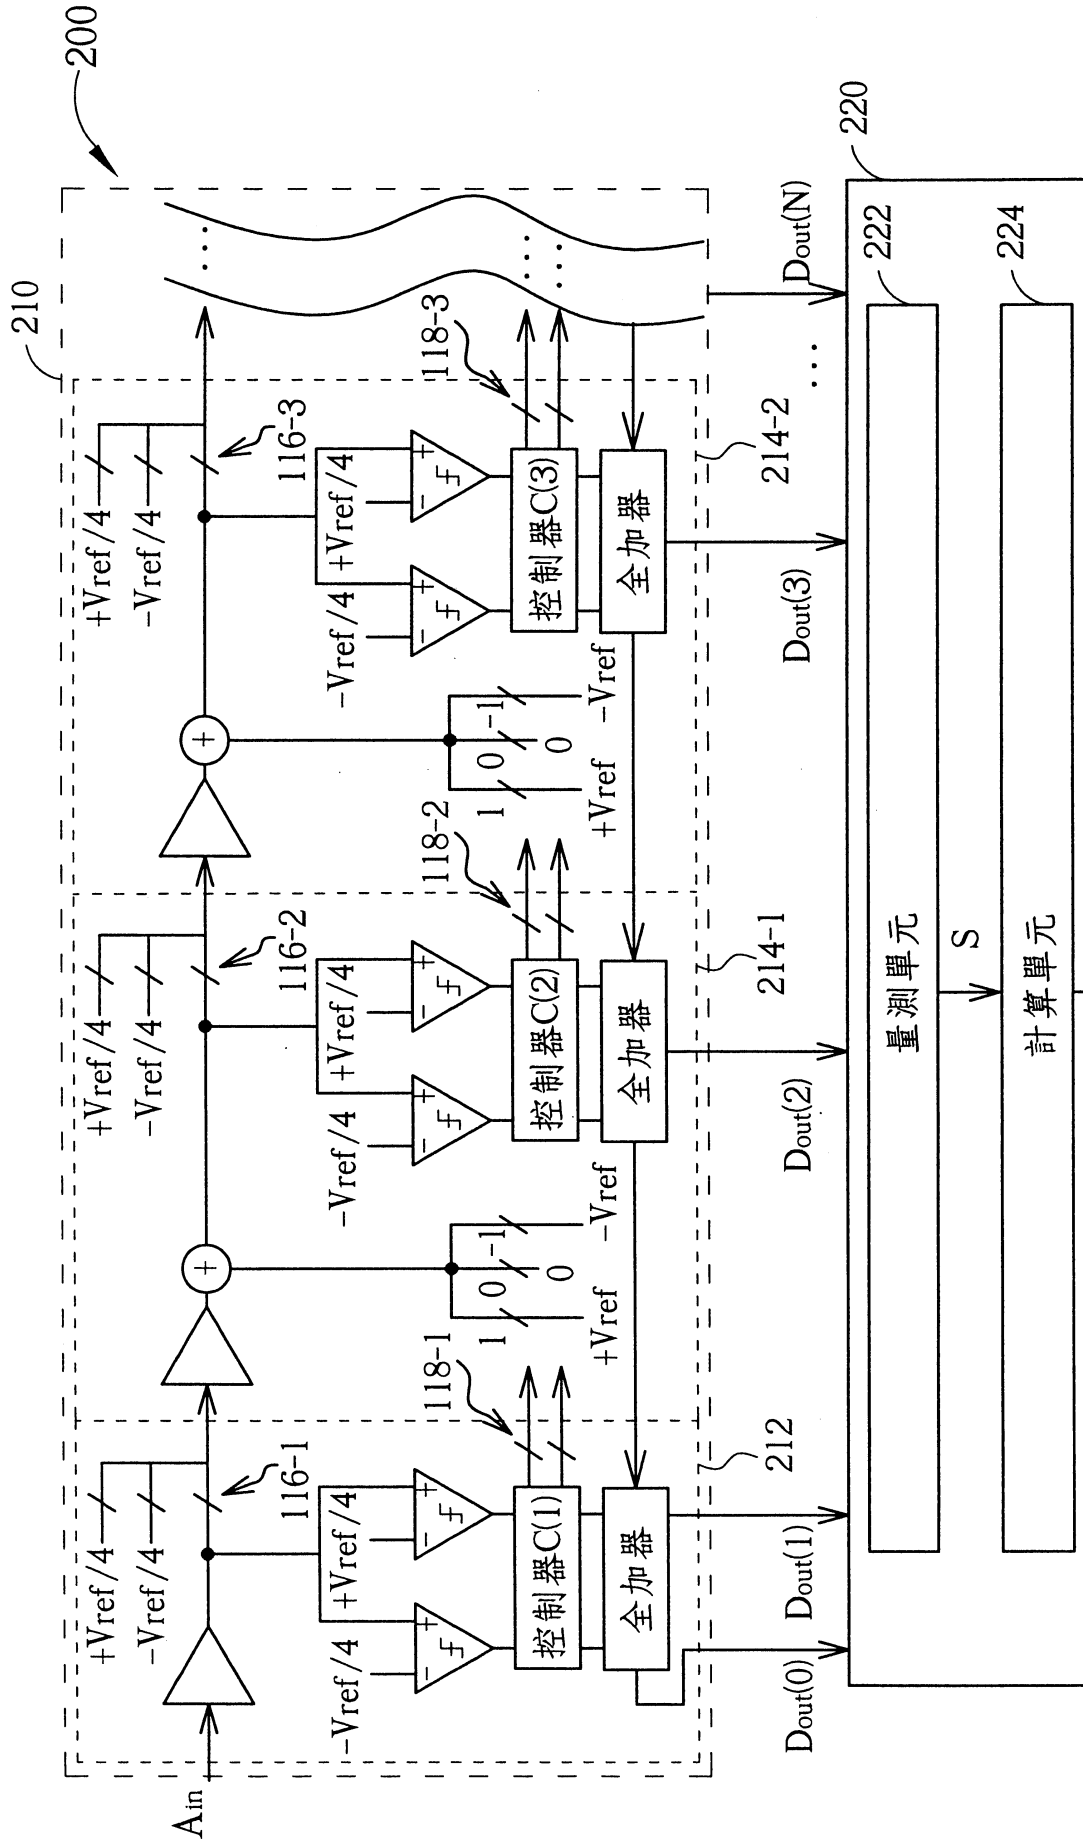 200
210
Ain
+Vref/4
-Vref/4
116-1
+Vref/4
-Vref/4
116-2
+Vref/4
-Vref/4
116-3
-Vref/4
+Vref/4
控制器C(1)
118-1
全加器
212
1
0
-1
+Vref
0
-Vref
-Vref/4
+Vref/4
控制器C(2)
118-2
全加器
214-1
1
0
-1
+Vref
0
-Vref
-Vref/4
+Vref/4
控制器C(3)
118-3
全加器
214-2
Dout(0)
Dout(1)
Dout(2)
Dout(3)
...
Dout(N)
220
量測單元
222
S
計算單元
224